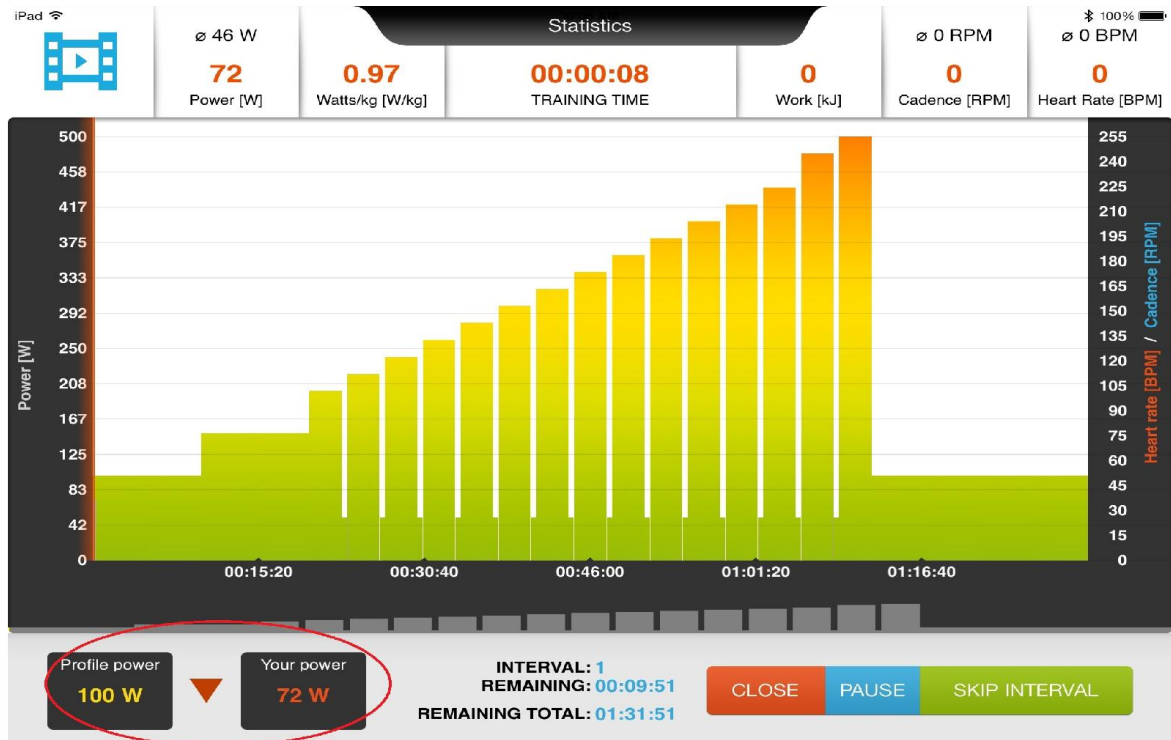 iPad
Statistics
100%
⌀ 46 W
⌀ 0 RPM
⌀ 0 BPM
72
0.97
00:00:08
0
0
0
Power [W]
Watts/kg [W/kg]
TRAINING TIME
Work [kJ]
Cadence [RPM]
Heart Rate [BPM]
Power [W]
500
458
417
375
333
292
250
208
167
125
83
42
0
255
240
225
210
195
180
165
150
135
120
105
90
75
60
45
30
15
0
Heart rate [BPM] / Cadence [RPM]
00:15:20
00:30:40
00:46:00
01:01:20
01:16:40
Profile power
100 W
Your power
72 W
INTERVAL: 1
REMAINING: 00:09:51
REMAINING TOTAL: 01:31:51
CLOSE
PAUSE
SKIP INTERVAL